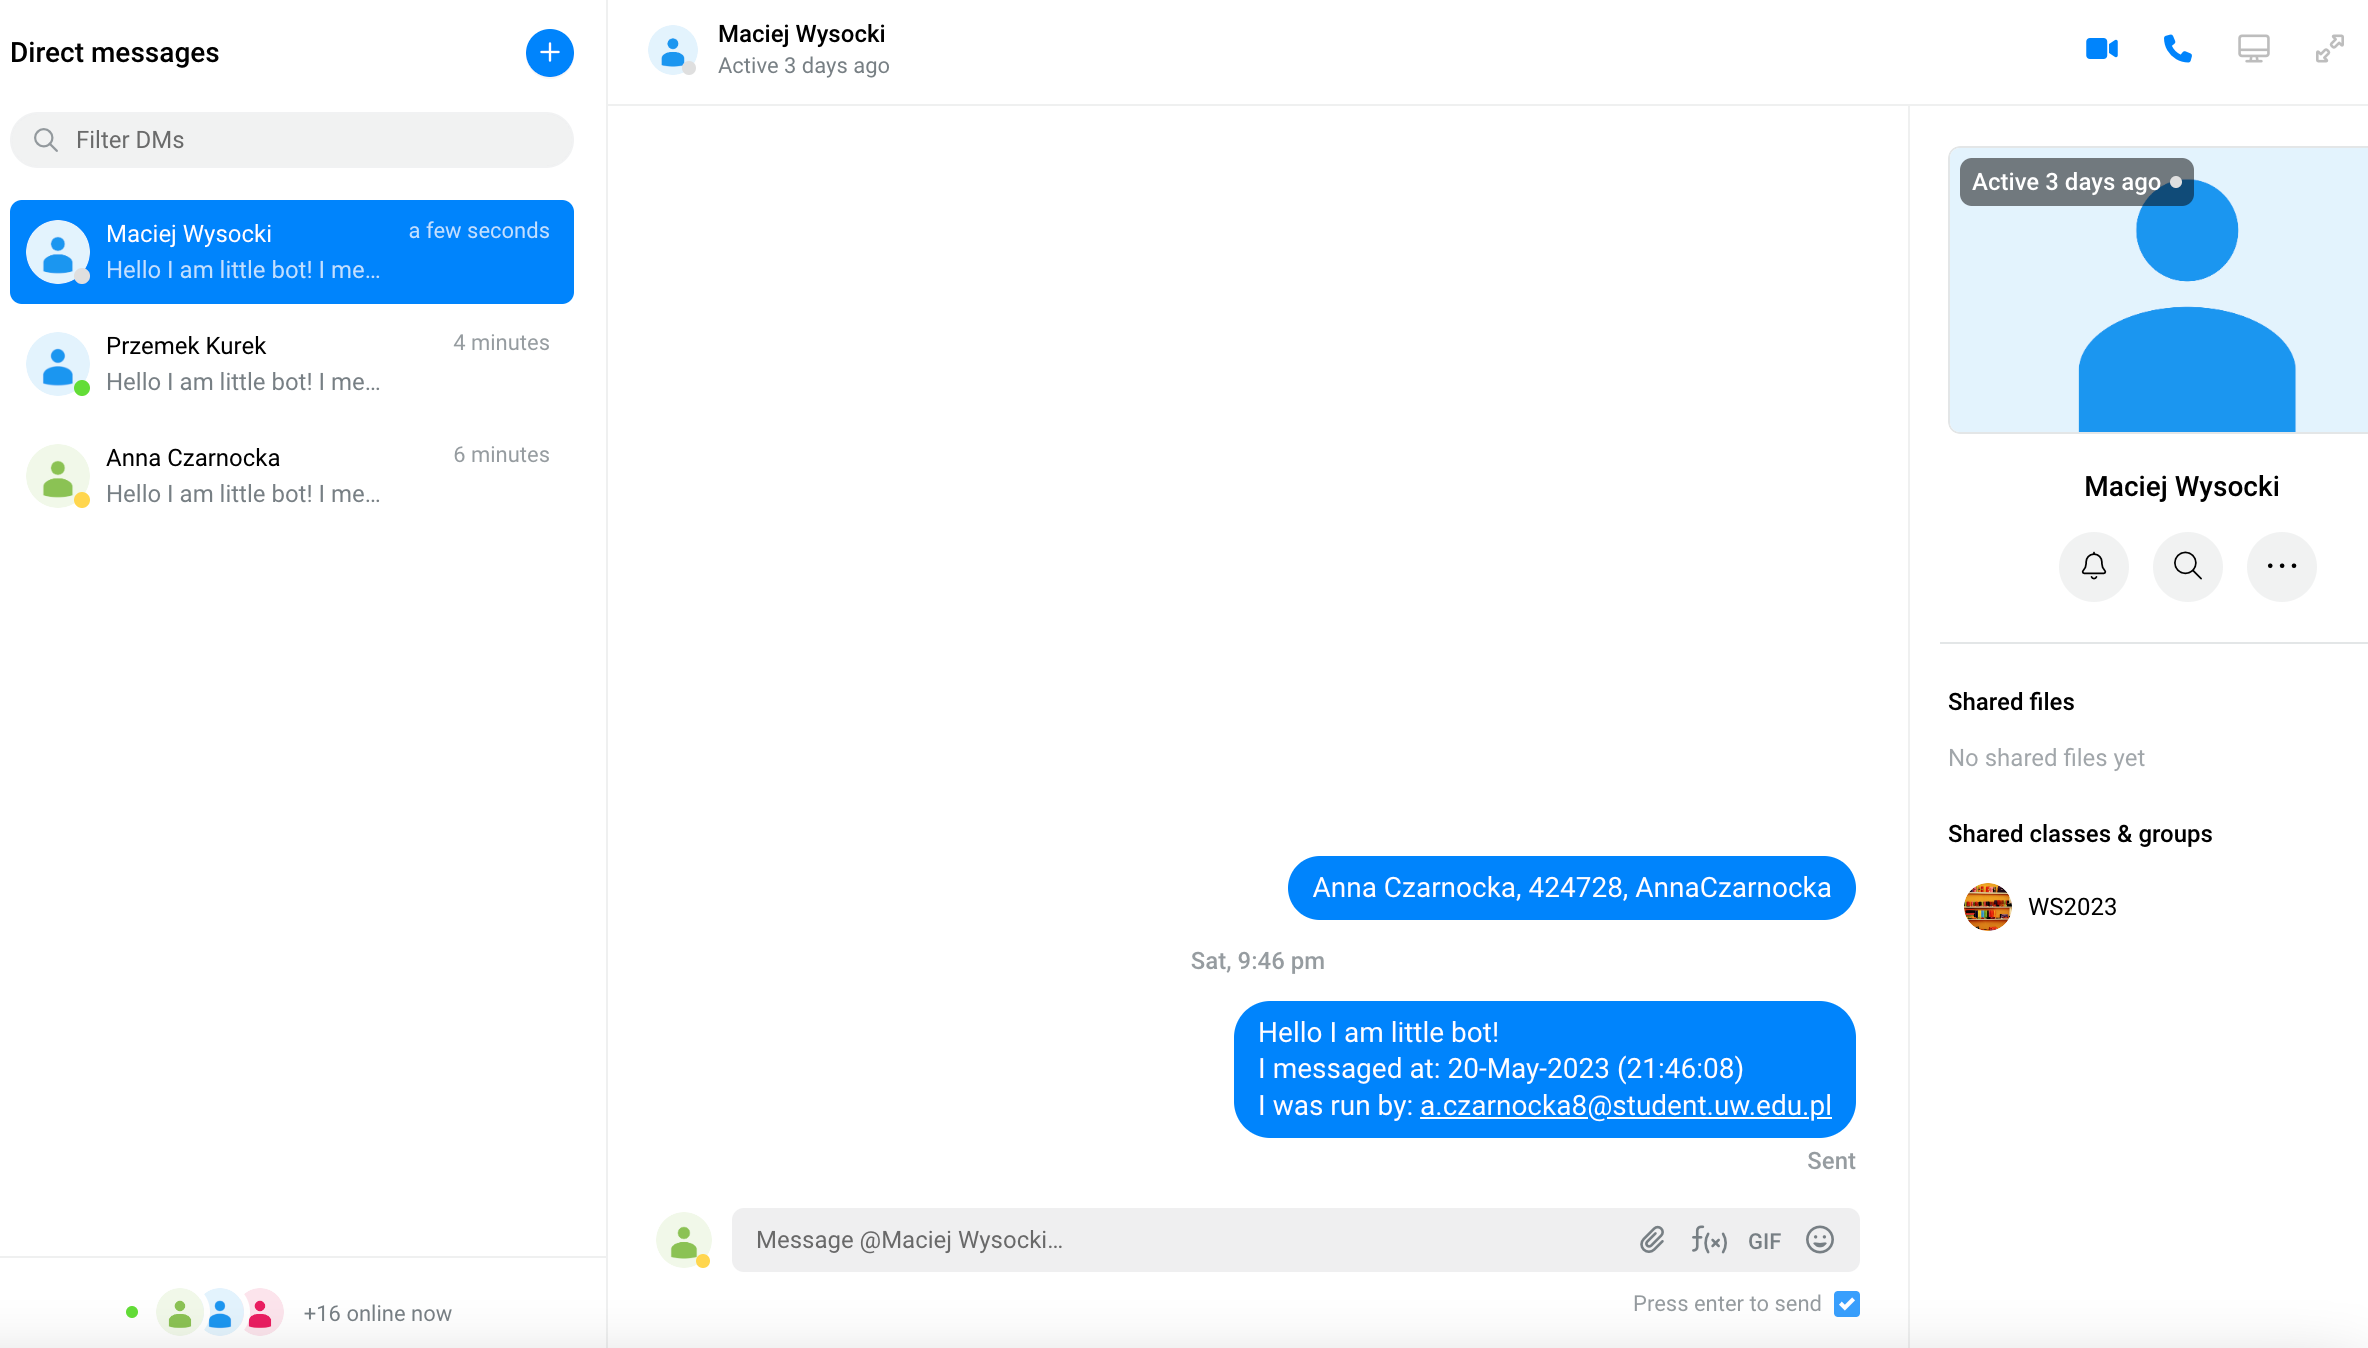 Direct messages
Filter DMs
Maciej Wysocki
a few seconds
Hello I am little bot! I me...
Przemek Kurek
4 minutes
Hello I am little bot! I me...
Anna Czarnocka
6 minutes
Hello I am little bot! I me...
+16 online now
Maciej Wysocki
Active 3 days ago
Anna Czarnocka, 424728, AnnaCzarnocka
Sat, 9:46 pm
Hello I am little bot!
I messaged at: 20-May-2023 (21:46:08)
I was run by: a.czarnocka8@student.uw.edu.pl
Sent
Message @Maciej Wysocki...
f(x)
GIF
Press enter to send
Active 3 days ago
Maciej Wysocki
Shared files
No shared files yet
Shared classes & groups
WS2023